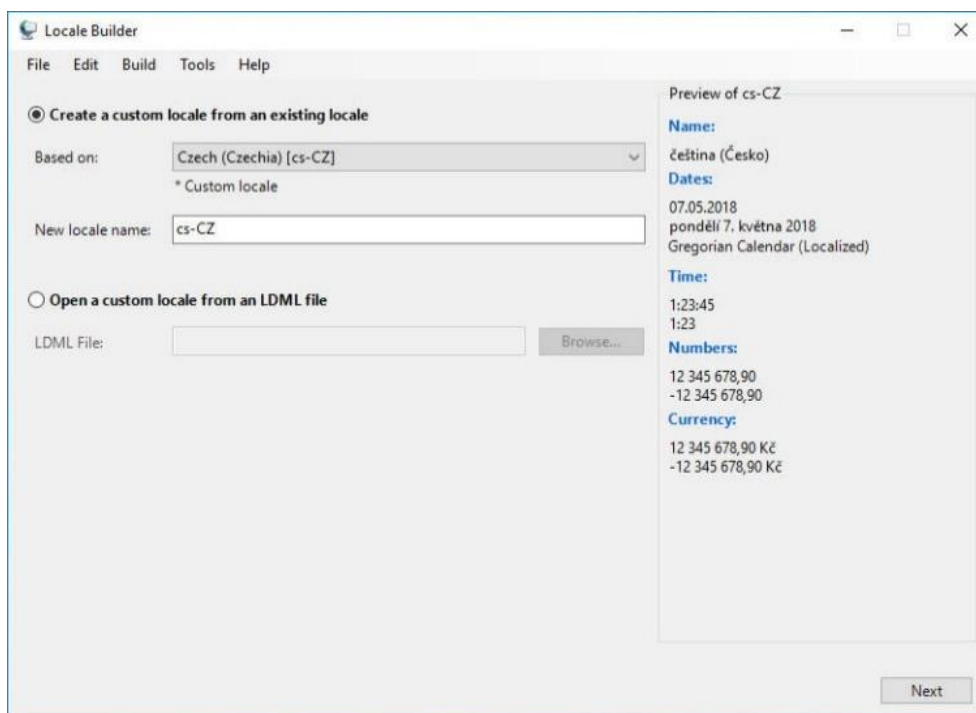 Locale Builder
File Edit Build Tools Help
Create a custom locale from an existing locale
Based on: Czech (Czechia) [cs-CZ]
* Custom locale
New locale name: cs-CZ
Open a custom locale from an LDML file
LDML File: Browse...
Preview of cs-CZ
Name:
čeština (Česko)
Dates:
07.05.2018
pondělí 7. května 2018
Gregorian Calendar (Localized)
Time:
1:23:45
1:23
Numbers:
12 345 678,90
-12 345 678,90
Currency:
12 345 678,90 Kč
-12 345 678,90 Kč
Next